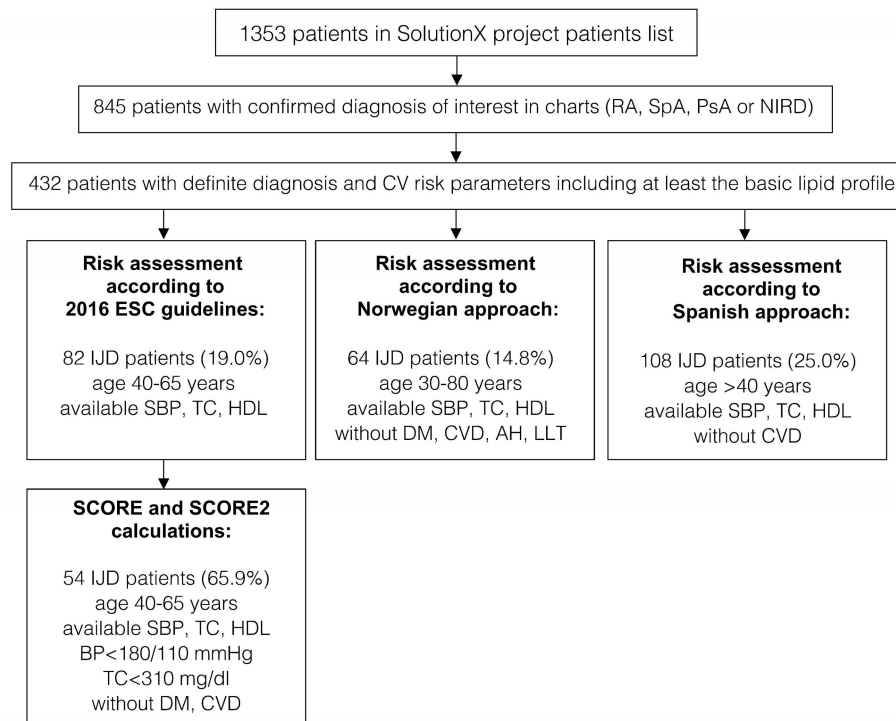 1353 patients in SolutionX project patients list
845 patients with confirmed diagnosis of interest in charts (RA, SpA, PsA or NIRD)
432 patients with definite diagnosis and CV risk parameters including at least the basic lipid profile
Risk assessment
according to
2016 ESC guidelines:
82 IJD patients (19.0%)
age 40-65 years
available SBP, TC, HDL
Risk assessment
according to
Norwegian approach:
64 IJD patients (14.8%)
age 30-80 years
available SBP, TC, HDL
without DM, CVD, AH, LLT
Risk assessment
according to
Spanish approach:
108 IJD patients (25.0%)
age >40 years
available SBP, TC, HDL
without CVD
SCORE and SCORE2
calculations:
54 IJD patients (65.9%)
age 40-65 years
available SBP, TC, HDL
BP<180/110 mmHg
TC<310 mg/dl
without DM, CVD